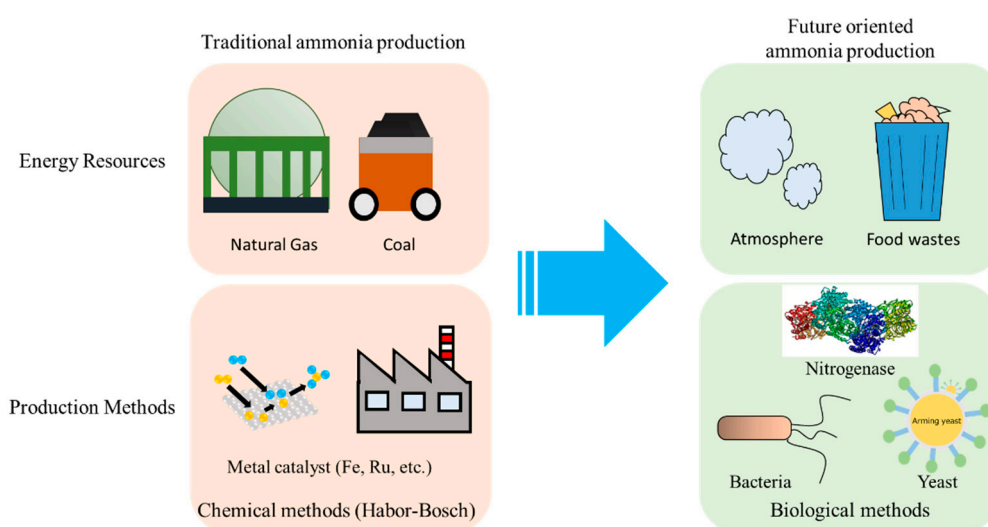 Traditional ammonia production
Future oriented
ammonia production
Energy Resources
Natural Gas
Coal
Atmosphere
Food wastes
Production Methods
Metal catalyst (Fe, Ru, etc.)
Chemical methods (Habor-Bosch)
Nitrogenase
Arming yeast
Bacteria
Yeast
Biological methods